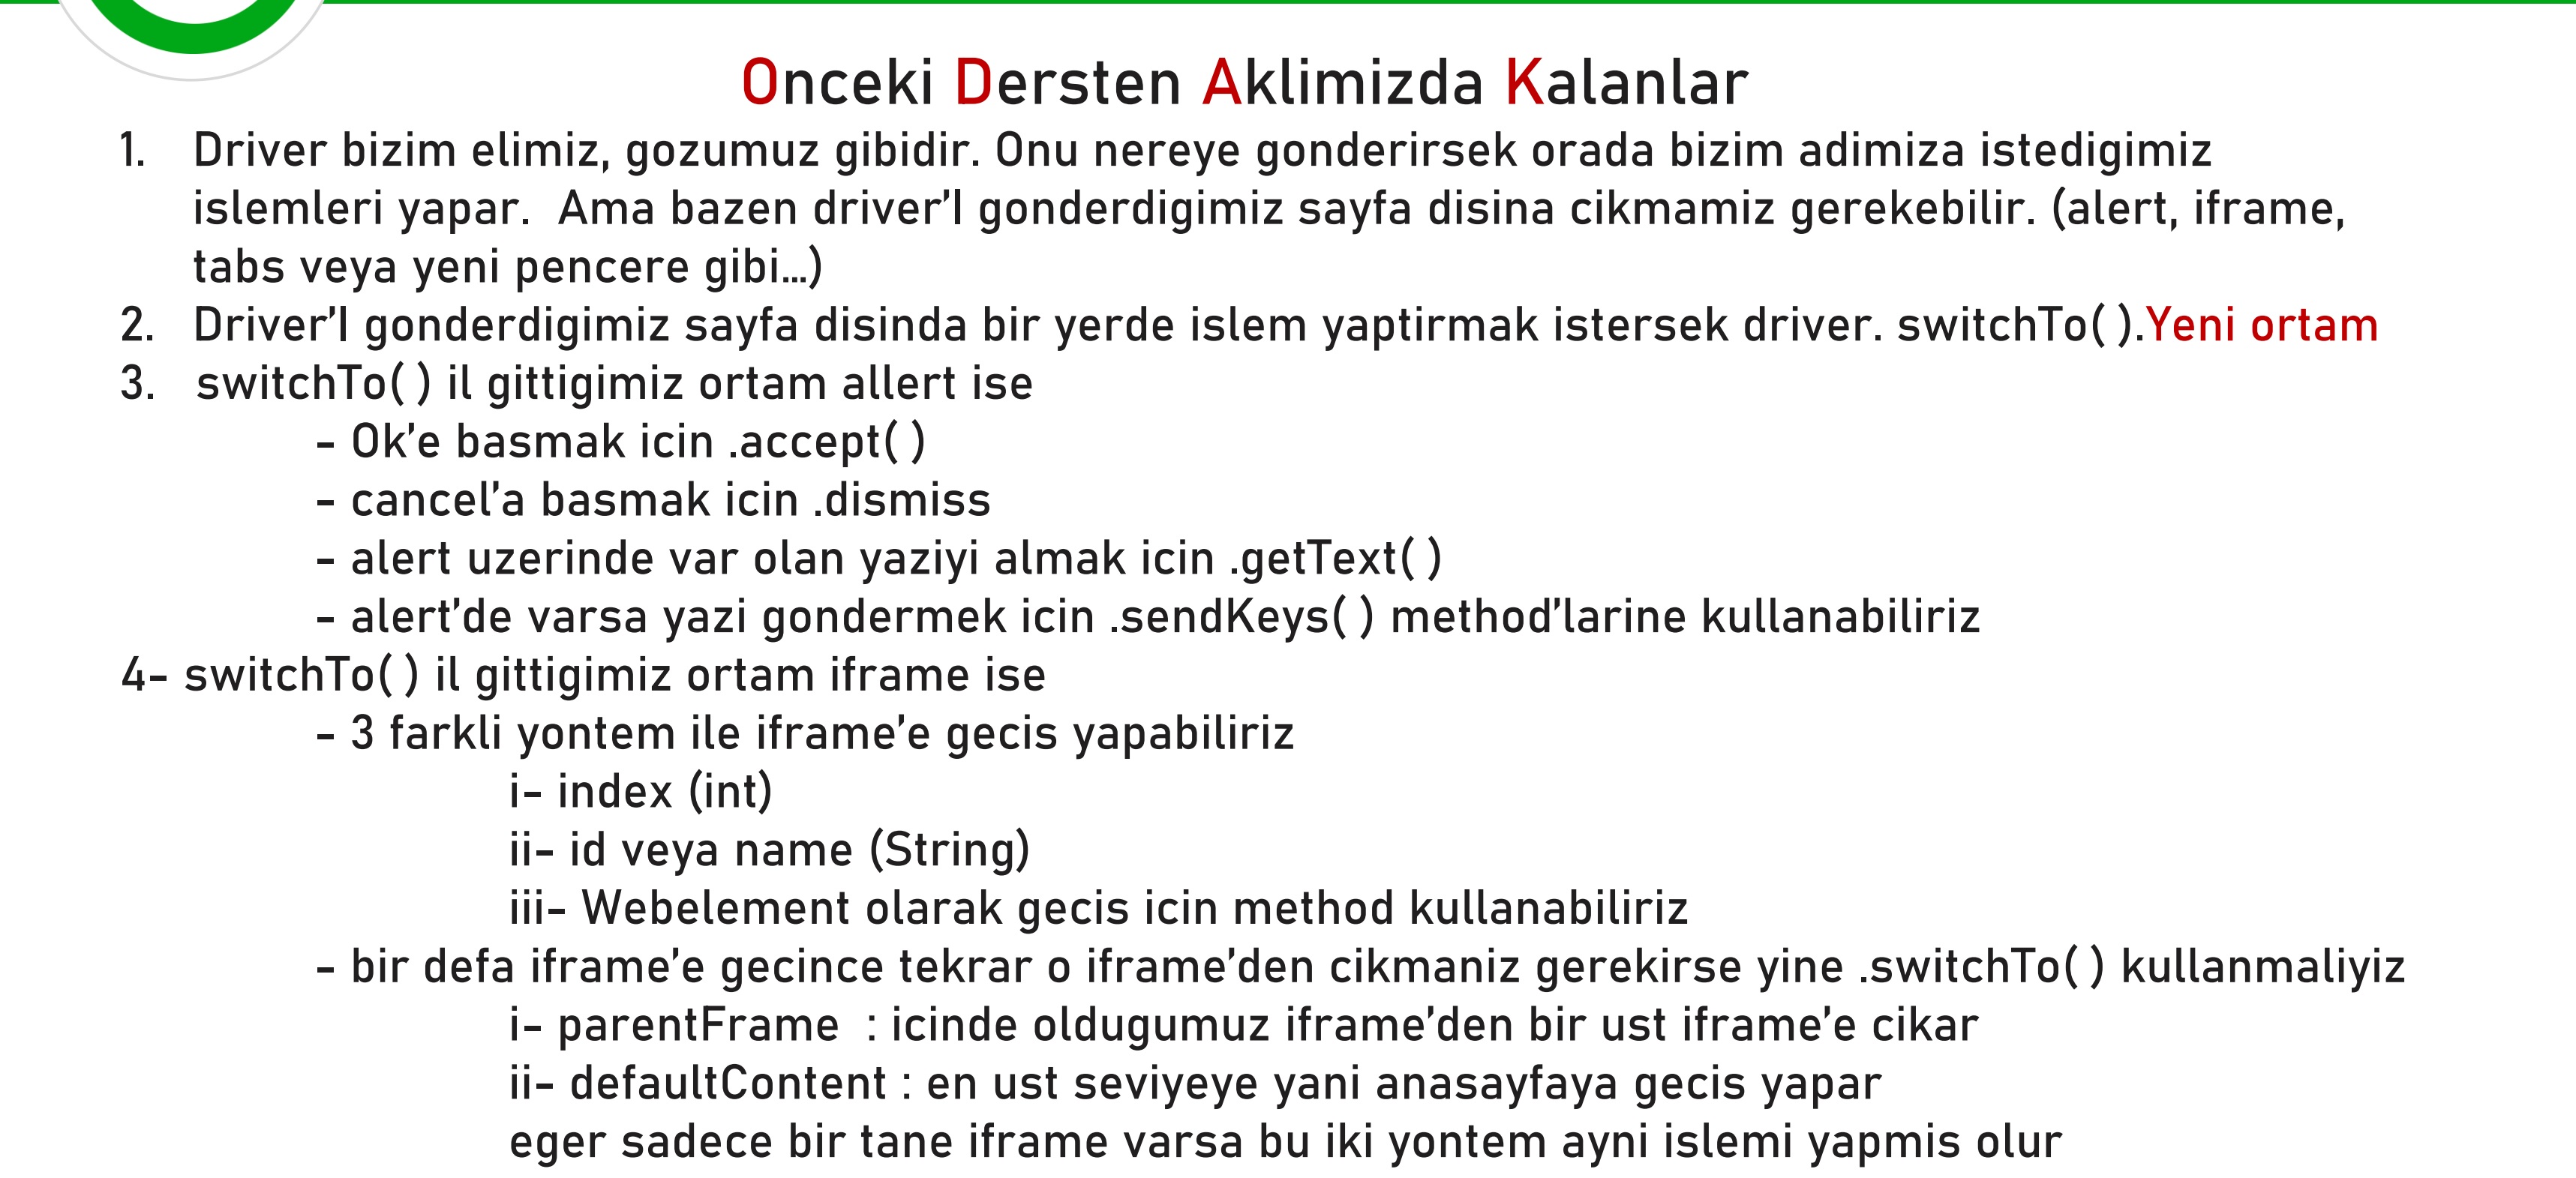 Onceki Dersten Aklimizda Kalanlar
1. Driver bizim elimiz, gozumuz gibidir. Onu nereye gonderirsek orada bizim adimiza istedigimiz
islemleri yapar. Ama bazen driver'I gonderdigimiz sayfa disina cikmamiz gerekebilir. (alert, iframe,
tabs veya yeni pencere gibi…)
2. Driver'I gonderdigimiz sayfa disinda bir yerde islem yaptirmak istersek driver. switchTo( ).Yeni ortam
3. switchTo( ) il gittigimiz ortam allert ise
- Ok'e basmak icin .accept( )
- cancel'a basmak icin .dismiss
- alert uzerinde var olan yaziyi almak icin .getText( )
- alert'de varsa yazi gondermek icin .sendKeys( ) method'larine kullanabiliriz
4- switchTo( ) il gittigimiz ortam iframe ise
- 3 farkli yontem ile iframe'e gecis yapabiliriz
i- index (int)
ii- id veya name (String)
iii- Webelement olarak gecis icin method kullanabiliriz
- bir defa iframe'e gecince tekrar o iframe'den cikmaniz gerekirse yine .switchTo( ) kullanmaliyiz
i- parentFrame : icinde oldugumuz iframe'den bir ust iframe'e cikar
ii- defaultContent : en ust seviyeye yani anasayfaya gecis yapar
eger sadece bir tane iframe varsa bu iki yontem ayni islemi yapmis olur